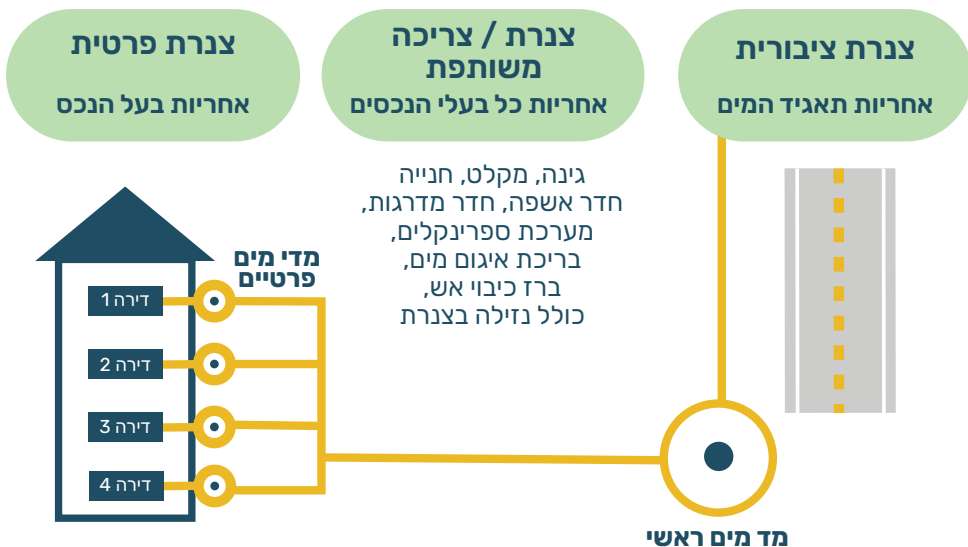 צנרת ציבורית
אחריות תאגיד המים
צנרת / צריכה
משותפת
אחריות כל בעלי הנכסים
צנרת פרטית
אחריות בעל הנכס
גינה, מקלט, חנייה
חדר אשפה, חדר מדרגות,
מערכת ספרינקלים,
בריכת איגום מים,
ברז כיבוי אש,
כולל נזילה בצנרת
מדי מים
פרטיים
דירה 1
דירה 2
דירה 3
דירה 4
מד מים ראשי